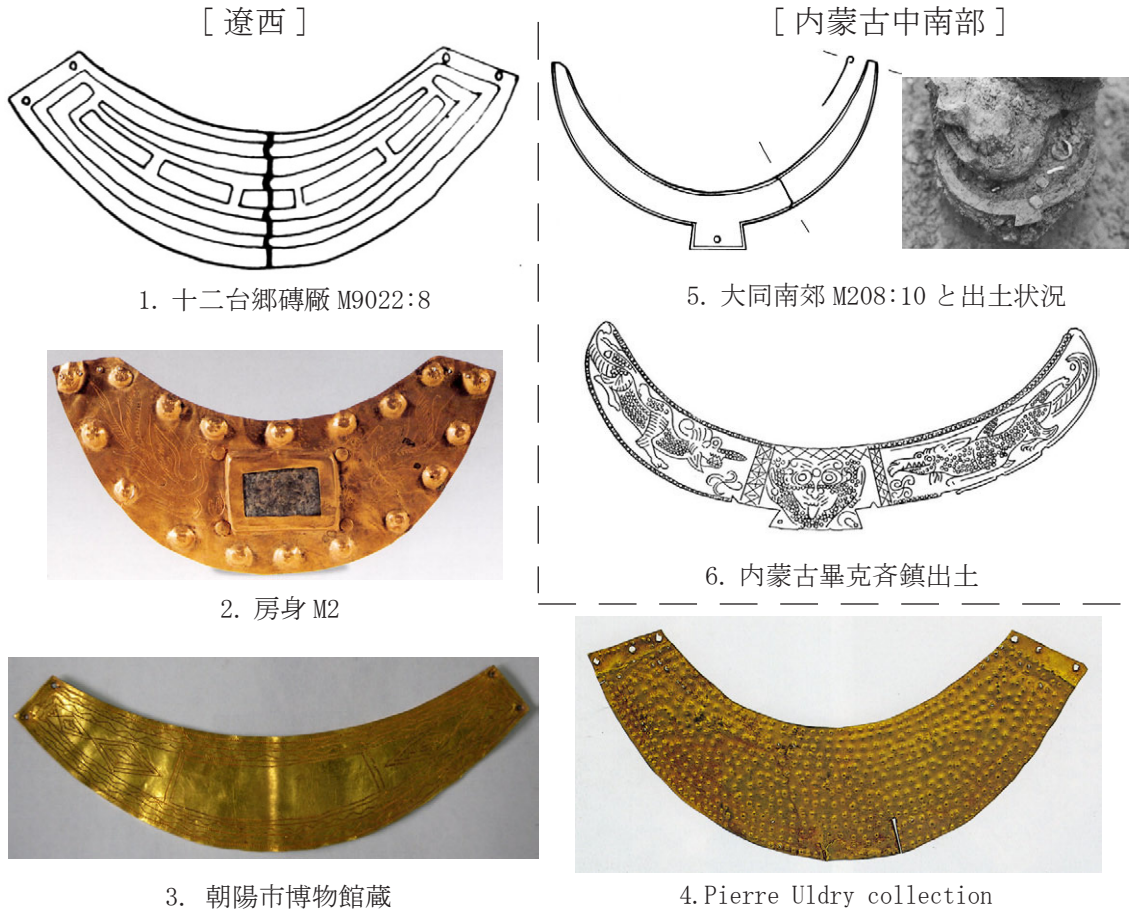 [ 遼西 ]
[ 内蒙古中南部 ]
1. 十二台郷磚厰 M9022:8
5. 大同南郊 M208:10 と出土状況
2. 房身 M2
6. 内蒙古畢克斉鎮出土
3. 朝陽市博物館蔵
4.Pierre Uldry collection